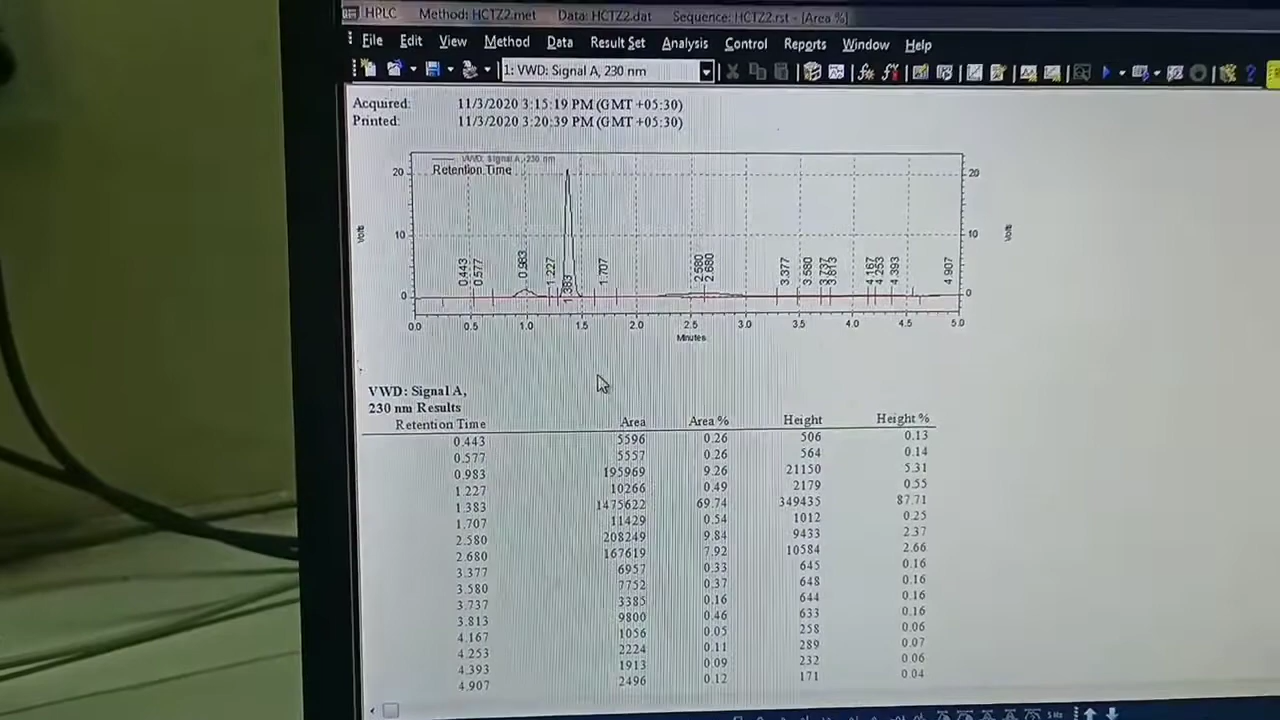 HPLC Method: HCTZ2.met Data: HCTZ2.dat Sequence: HCTZ2.rst - [Area %]
File Edit View Method Data Result Set Analysis Control Reports Window Help
1: VWD: Signal A, 230 nm
Acquired: 11/3/2020 3:15:19 PM (GMT +05:30)
Printed: 11/3/2020 3:20:39 PM (GMT +05:30)
VWD: Signal A, 230 nm
Retention Time
20 20
Volts Volts
10 10
0.443 0.577 0.983 1.227 1.383 1.707 2.580 2.680 3.377 3.580 3.737 3.813 4.167 4.253 4.393 4.907
0 0
0.0 0.5 1.0 1.5 2.0 2.5 3.0 3.5 4.0 4.5 5.0
Minutes
VWD: Signal A,
230 nm Results
Retention Time Area Area % Height Height %
0.443 5596 0.26 506 0.13
0.577 5557 0.26 564 0.14
0.983 195969 9.26 21150 5.31
1.227 10266 0.49 2179 0.55
1.383 1475622 69.74 349435 87.71
1.707 11429 0.54 1012 0.25
2.580 208249 9.84 9433 2.37
2.680 167619 7.92 10584 2.66
3.377 6957 0.33 645 0.16
3.580 7752 0.37 648 0.16
3.737 3385 0.16 644 0.16
3.813 9800 0.46 633 0.16
4.167 1056 0.05 258 0.06
4.253 2224 0.11 289 0.07
4.393 1913 0.09 232 0.06
4.907 2496 0.12 171 0.04